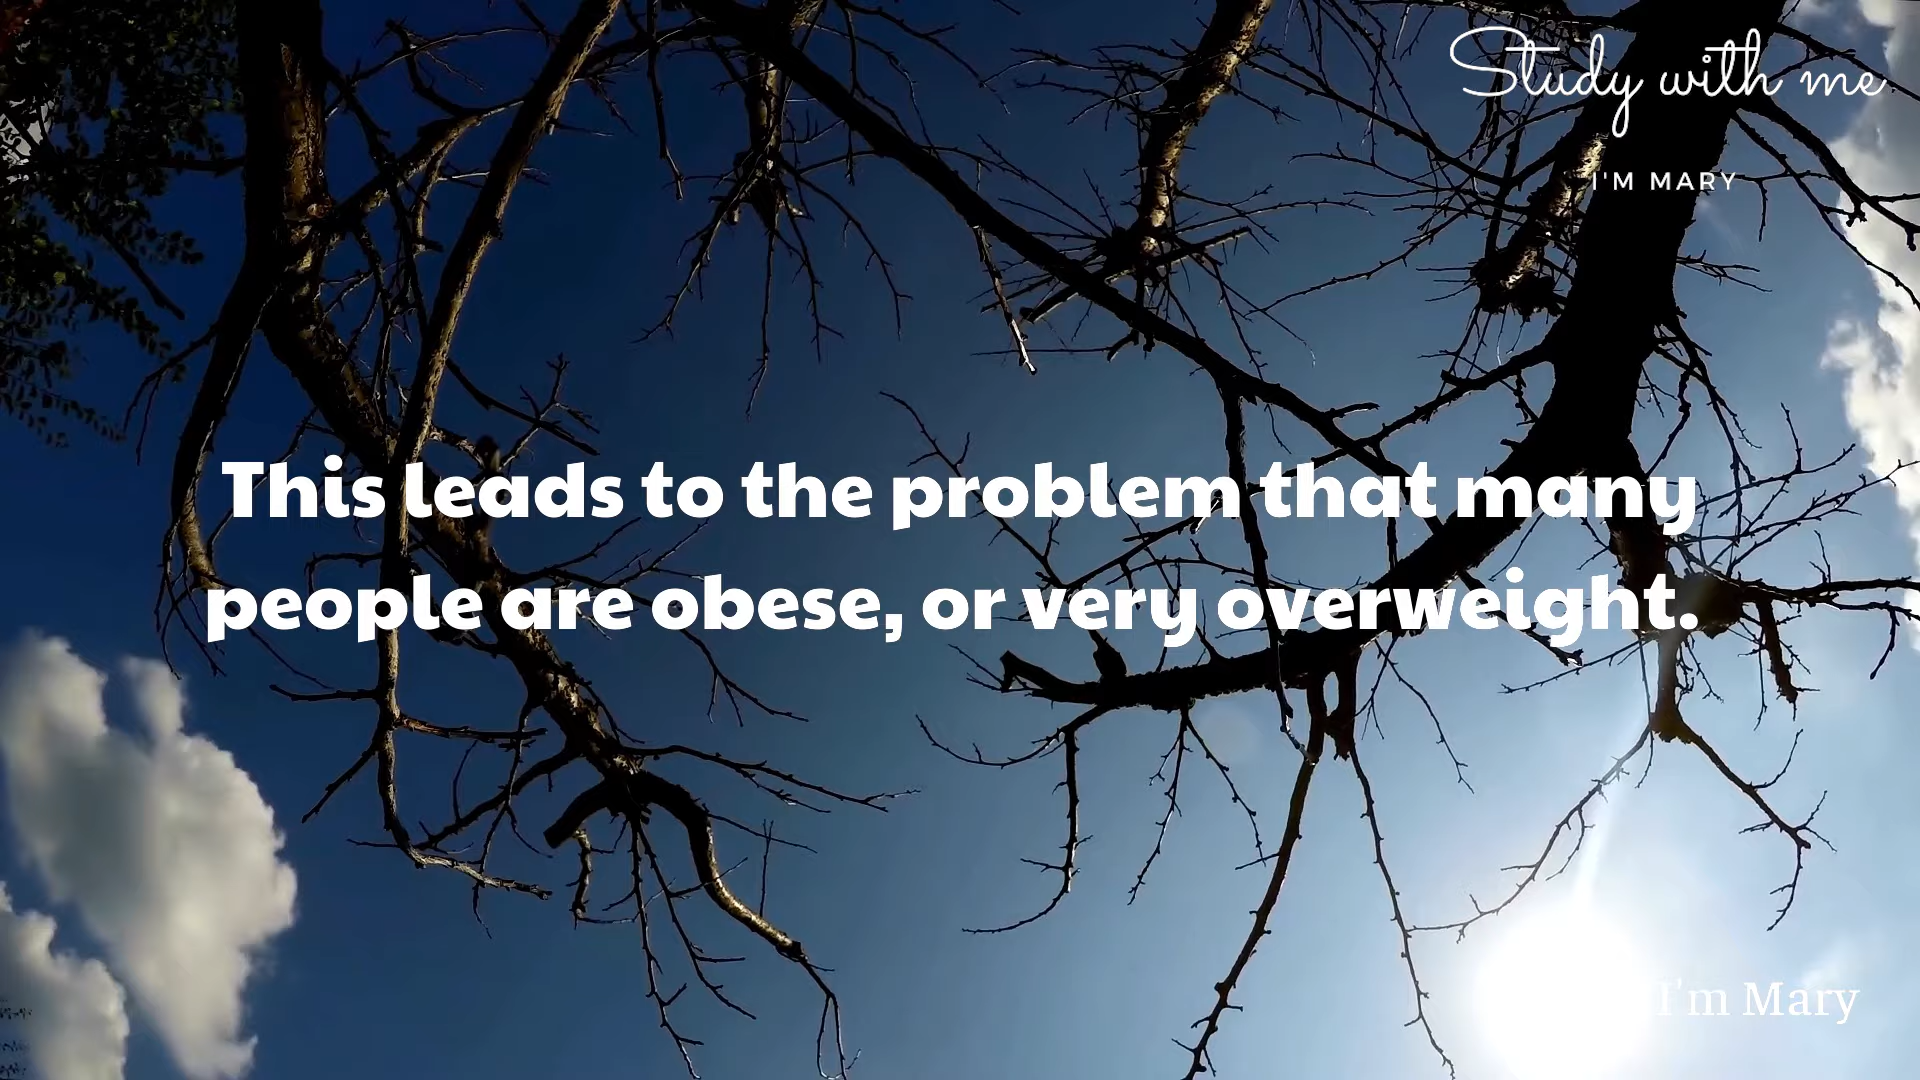 Study with me
I'M MARY
This leads to the problem that many
people are obese, or very overweight.
I'm Mary